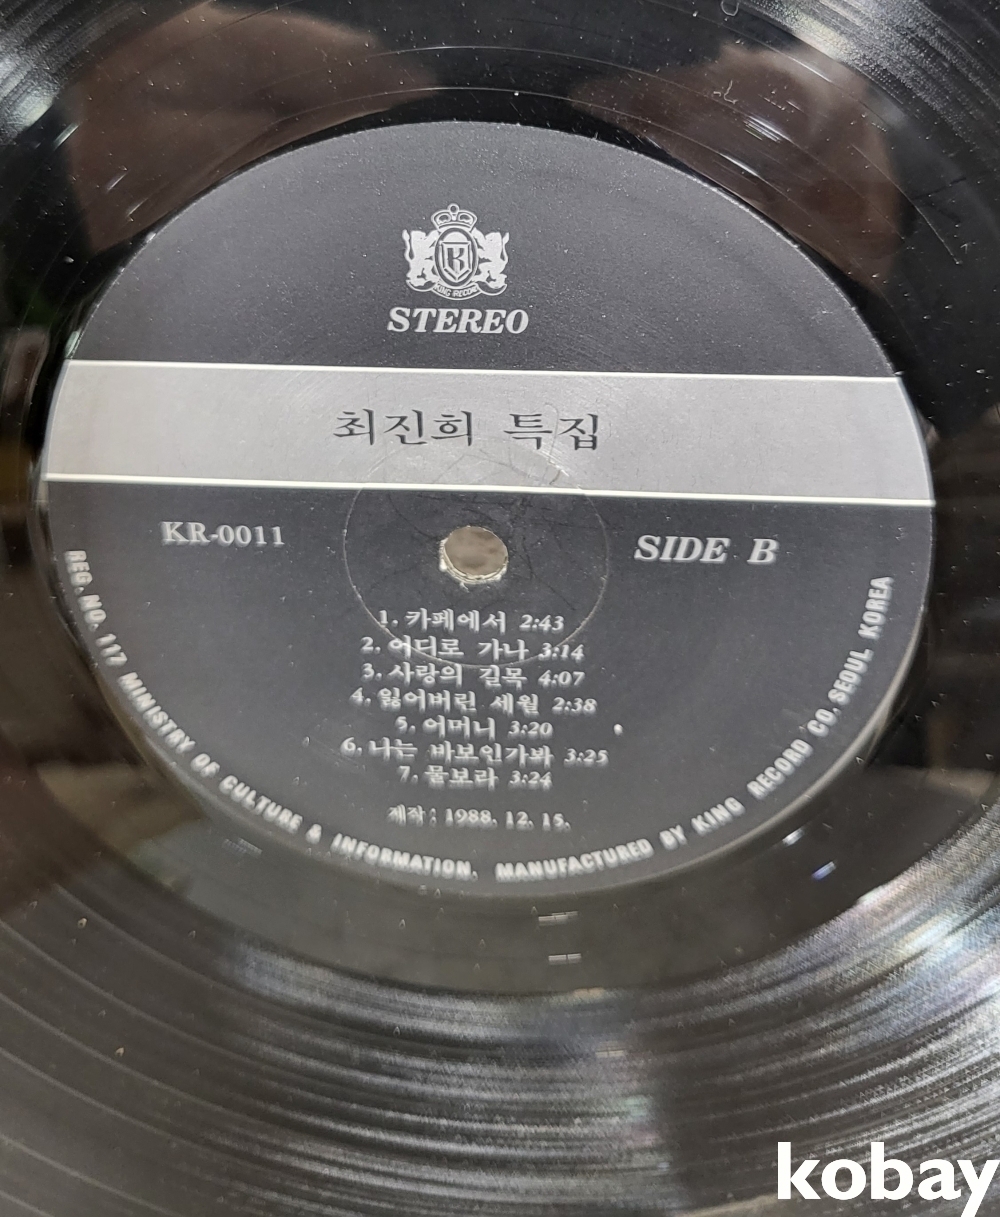 KING RECORD
STEREO
최진희 특집
KR-0011
SIDE B
1. 카페에서 2:43
2. 어디로 가나 3:14
3. 사랑의 길목 4:07
4. 잃어버린 세월 2:38
5. 어머니 3:20
6. 나는 바보인가봐 3:25
7. 물보라 3:24
제작 : 1988. 12. 15.
REG. NO. 117 MINISTRY OF CULTURE & INFORMATION. MANUFACTURED BY KING RECORD CO. SEOUL KOREA
kobay